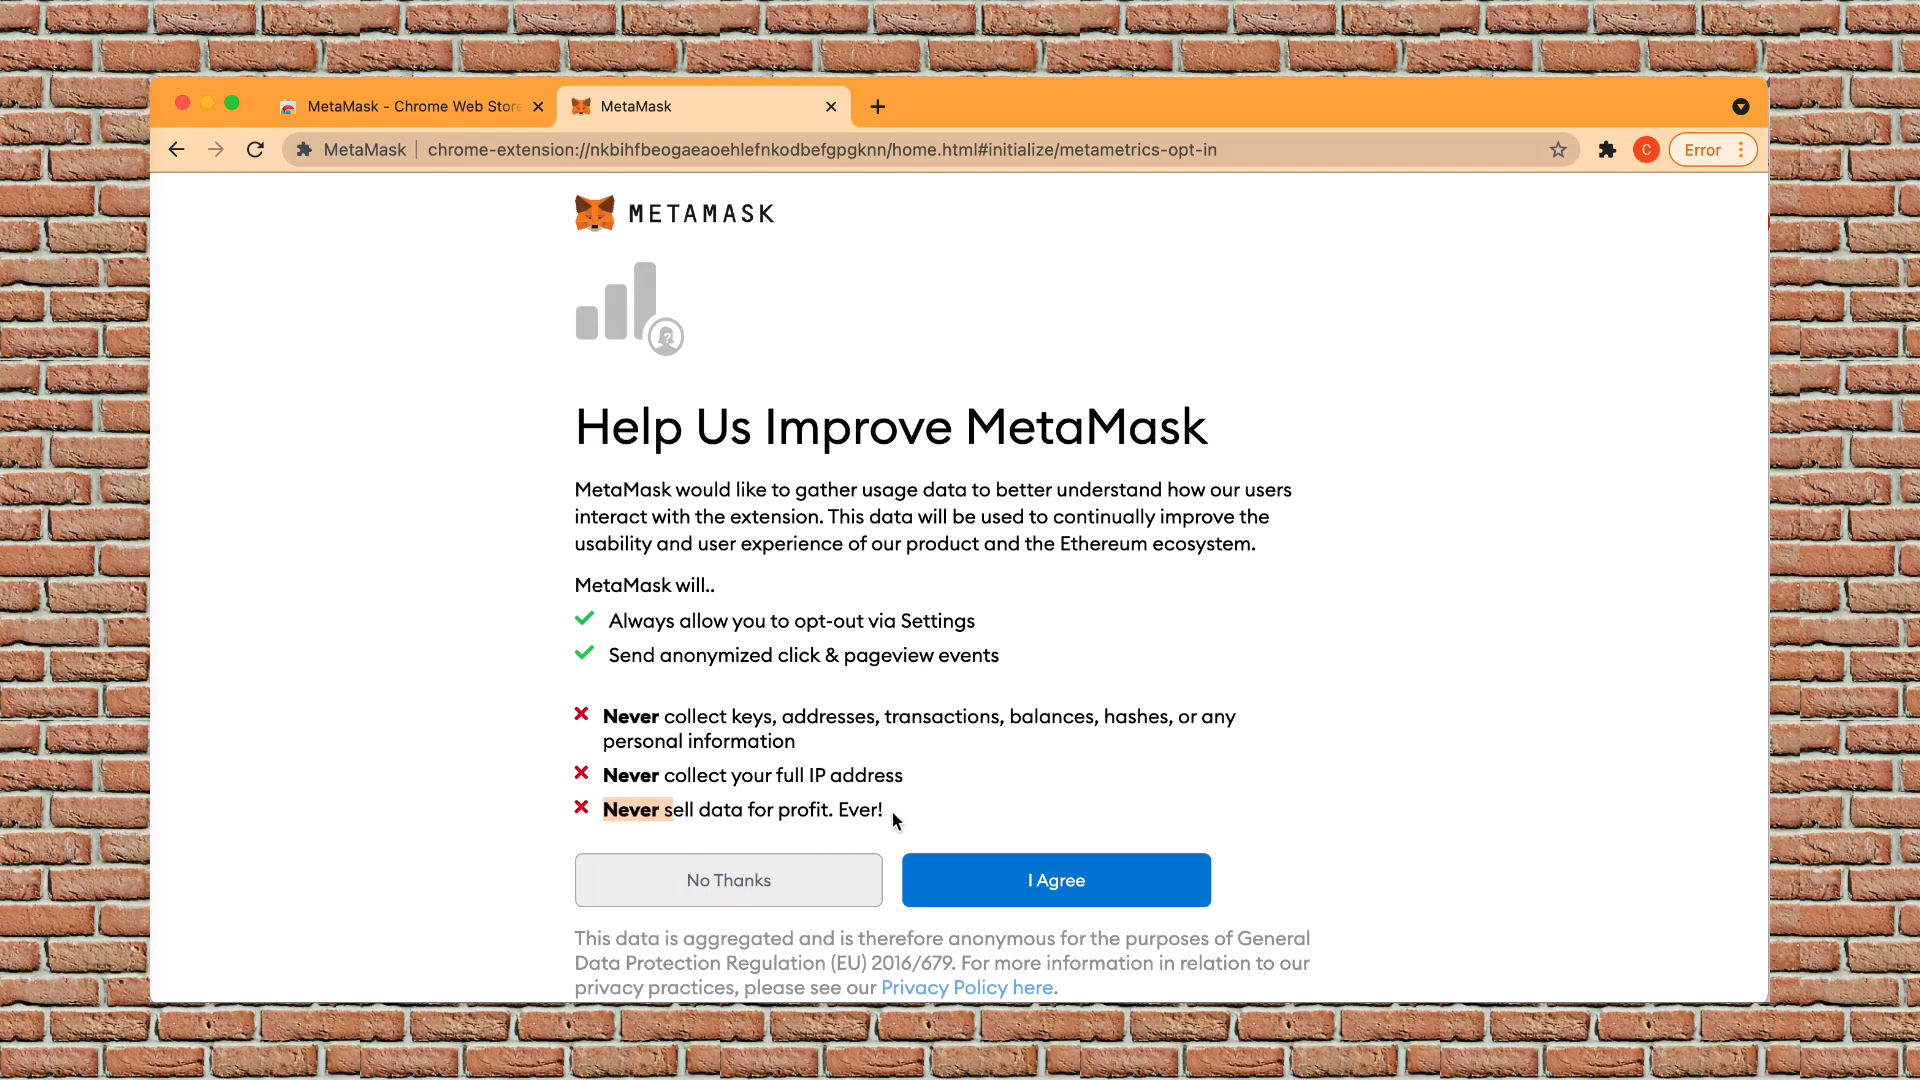 MetaMask - Chrome Web Store
MetaMask
MetaMask
chrome-extension://nkbihfbeogaeaoehlefnkodbefgpgknn/home.html#initialize/metametrics-opt-in
C
Error
METAMASK
?
Help Us Improve MetaMask
MetaMask would like to gather usage data to better understand how our users
interact with the extension. This data will be used to continually improve the
usability and user experience of our product and the Ethereum ecosystem.
MetaMask will..
Always allow you to opt-out via Settings
Send anonymized click & pageview events
Never collect keys, addresses, transactions, balances, hashes, or any
personal information
Never collect your full IP address
Never sell data for profit. Ever!
No Thanks
I Agree
This data is aggregated and is therefore anonymous for the purposes of General
Data Protection Regulation (EU) 2016/679. For more information in relation to our
privacy practices, please see our Privacy Policy here.